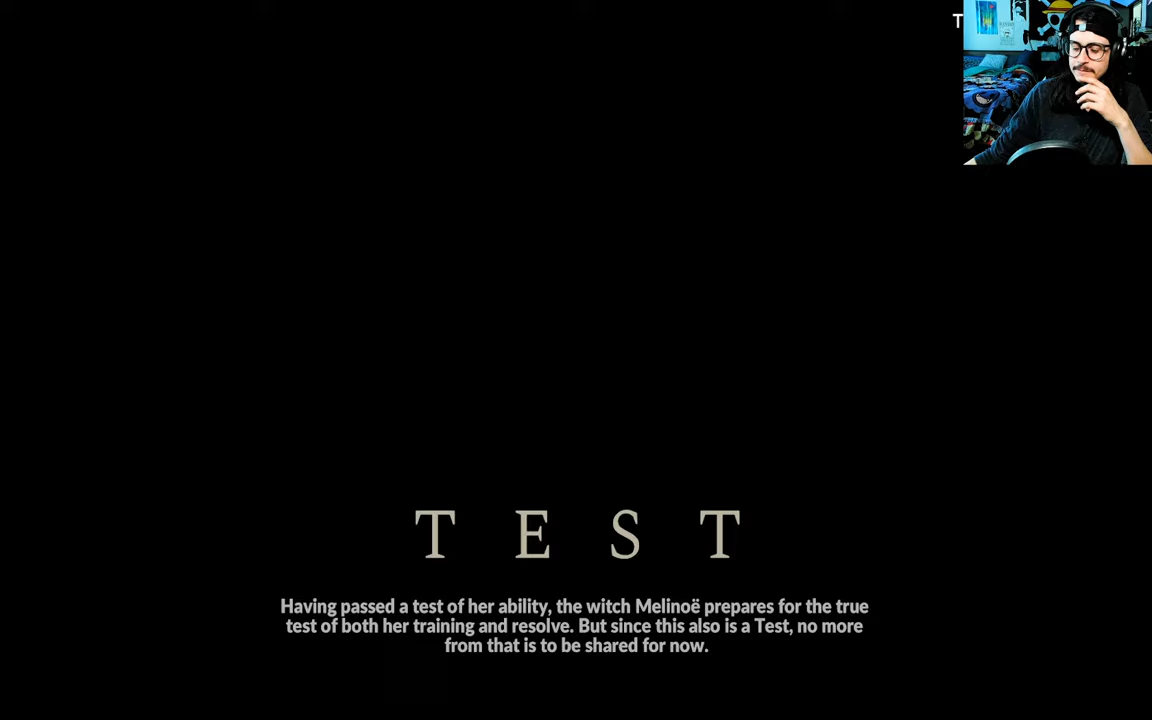 T
T E S T
Having passed a test of her ability, the witch Melinoë prepares for the true
test of both her training and resolve. But since this also is a Test, no more
from that is to be shared for now.